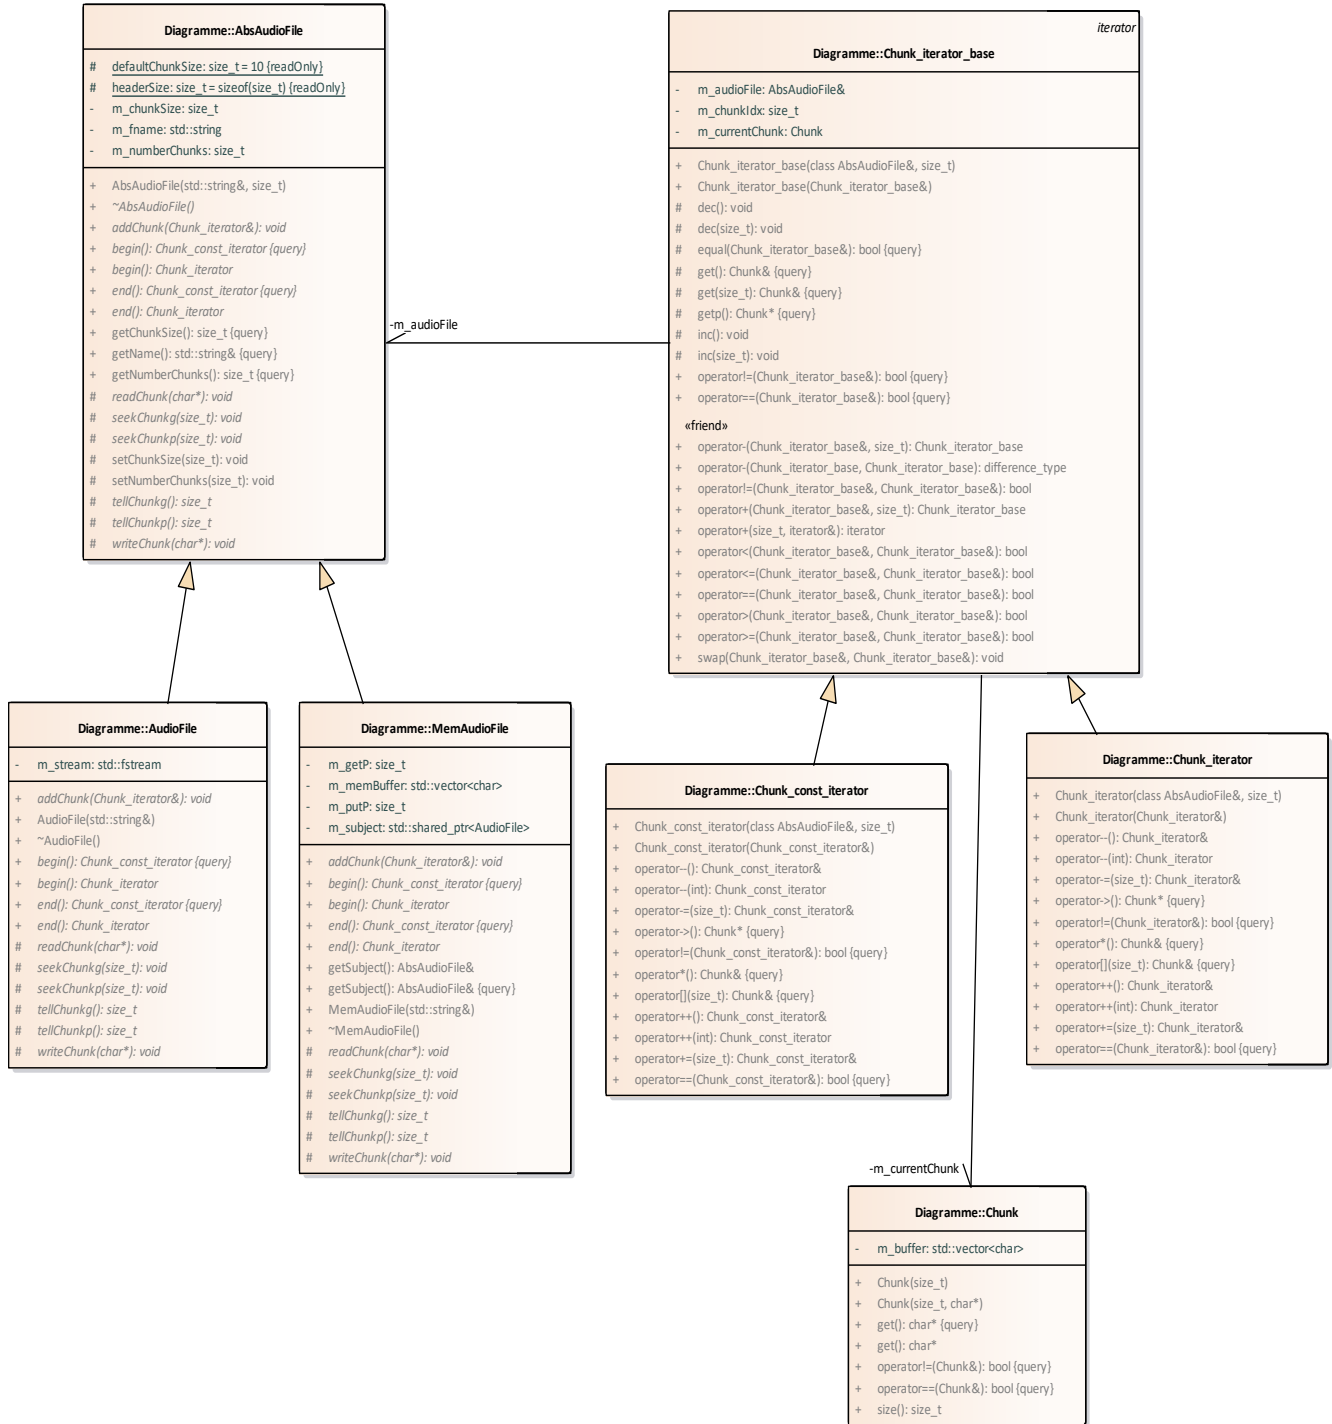 Diagramme::AbsAudioFile
# defaultChunkSize: size_t = 10 {readOnly}
# headerSize: size_t = sizeof(size_t) {readOnly}
- m_chunkSize: size_t
- m_fname: std::string
- m_numberChunks: size_t
+ AbsAudioFile(std::string&, size_t)
+ ~AbsAudioFile()
+ addChunk(Chunk_iterator&): void
+ begin(): Chunk_const_iterator {query}
+ begin(): Chunk_iterator
+ end(): Chunk_const_iterator {query}
+ end(): Chunk_iterator
+ getChunkSize(): size_t {query}
+ getName(): std::string& {query}
+ getNumberChunks(): size_t {query}
# readChunk(char*): void
# seekChunkg(size_t): void
# seekChunkp(size_t): void
# setChunkSize(size_t): void
# setNumberChunks(size_t): void
# tellChunkg(): size_t
# tellChunkp(): size_t
# writeChunk(char*): void
-m_audioFile
iterator
Diagramme::Chunk_iterator_base
- m_audioFile: AbsAudioFile&
- m_chunkIdx: size_t
- m_currentChunk: Chunk
+ Chunk_iterator_base(class AbsAudioFile&, size_t)
+ Chunk_iterator_base(Chunk_iterator_base&)
# dec(): void
# dec(size_t): void
# equal(Chunk_iterator_base&): bool {query}
# get(): Chunk& {query}
# get(size_t): Chunk& {query}
# getp(): Chunk* {query}
# inc(): void
# inc(size_t): void
+ operator!=(Chunk_iterator_base&): bool {query}
+ operator==(Chunk_iterator_base&): bool {query}
«friend»
+ operator-(Chunk_iterator_base&, size_t): Chunk_iterator_base
+ operator-(Chunk_iterator_base, Chunk_iterator_base): difference_type
+ operator!=(Chunk_iterator_base&, Chunk_iterator_base&): bool
+ operator+(Chunk_iterator_base&, size_t): Chunk_iterator_base
+ operator+(size_t, iterator&): iterator
+ operator<(Chunk_iterator_base&, Chunk_iterator_base&): bool
+ operator<=(Chunk_iterator_base&, Chunk_iterator_base&): bool
+ operator==(Chunk_iterator_base&, Chunk_iterator_base&): bool
+ operator>(Chunk_iterator_base&, Chunk_iterator_base&): bool
+ operator>=(Chunk_iterator_base&, Chunk_iterator_base&): bool
+ swap(Chunk_iterator_base&, Chunk_iterator_base&): void
Diagramme::AudioFile
- m_stream: std::fstream
+ addChunk(Chunk_iterator&): void
+ AudioFile(std::string&)
+ ~AudioFile()
+ begin(): Chunk_const_iterator {query}
+ begin(): Chunk_iterator
+ end(): Chunk_const_iterator {query}
+ end(): Chunk_iterator
# readChunk(char*): void
# seekChunkg(size_t): void
# seekChunkp(size_t): void
# tellChunkg(): size_t
# tellChunkp(): size_t
# writeChunk(char*): void
Diagramme::MemAudioFile
- m_getP: size_t
- m_memBuffer: std::vector<char>
- m_putP: size_t
- m_subject: std::shared_ptr<AudioFile>
+ addChunk(Chunk_iterator&): void
+ begin(): Chunk_const_iterator {query}
+ begin(): Chunk_iterator
+ end(): Chunk_const_iterator {query}
+ end(): Chunk_iterator
+ getSubject(): AbsAudioFile&
+ getSubject(): AbsAudioFile& {query}
+ MemAudioFile(std::string&)
+ ~MemAudioFile()
# readChunk(char*): void
# seekChunkg(size_t): void
# seekChunkp(size_t): void
# tellChunkg(): size_t
# tellChunkp(): size_t
# writeChunk(char*): void
Diagramme::Chunk_const_iterator
+ Chunk_const_iterator(class AbsAudioFile&, size_t)
+ Chunk_const_iterator(Chunk_const_iterator&)
+ operator--(): Chunk_const_iterator&
+ operator--(int): Chunk_const_iterator
+ operator-=(size_t): Chunk_const_iterator&
+ operator->(): Chunk* {query}
+ operator!=(Chunk_const_iterator&): bool {query}
+ operator*(): Chunk& {query}
+ operator[](size_t): Chunk& {query}
+ operator++(): Chunk_const_iterator&
+ operator++(int): Chunk_const_iterator
+ operator+=(size_t): Chunk_const_iterator&
+ operator==(Chunk_const_iterator&): bool {query}
Diagramme::Chunk_iterator
+ Chunk_iterator(class AbsAudioFile&, size_t)
+ Chunk_iterator(Chunk_iterator&)
+ operator--(): Chunk_iterator&
+ operator--(int): Chunk_iterator
+ operator-=(size_t): Chunk_iterator&
+ operator->(): Chunk* {query}
+ operator!=(Chunk_iterator&): bool {query}
+ operator*(): Chunk& {query}
+ operator[](size_t): Chunk& {query}
+ operator++(): Chunk_iterator&
+ operator++(int): Chunk_iterator
+ operator+=(size_t): Chunk_iterator&
+ operator==(Chunk_iterator&): bool {query}
-m_currentChunk
Diagramme::Chunk
- m_buffer: std::vector<char>
+ Chunk(size_t)
+ Chunk(size_t, char*)
+ get(): char* {query}
+ get(): char*
+ operator!=(Chunk&): bool {query}
+ operator==(Chunk&): bool {query}
+ size(): size_t